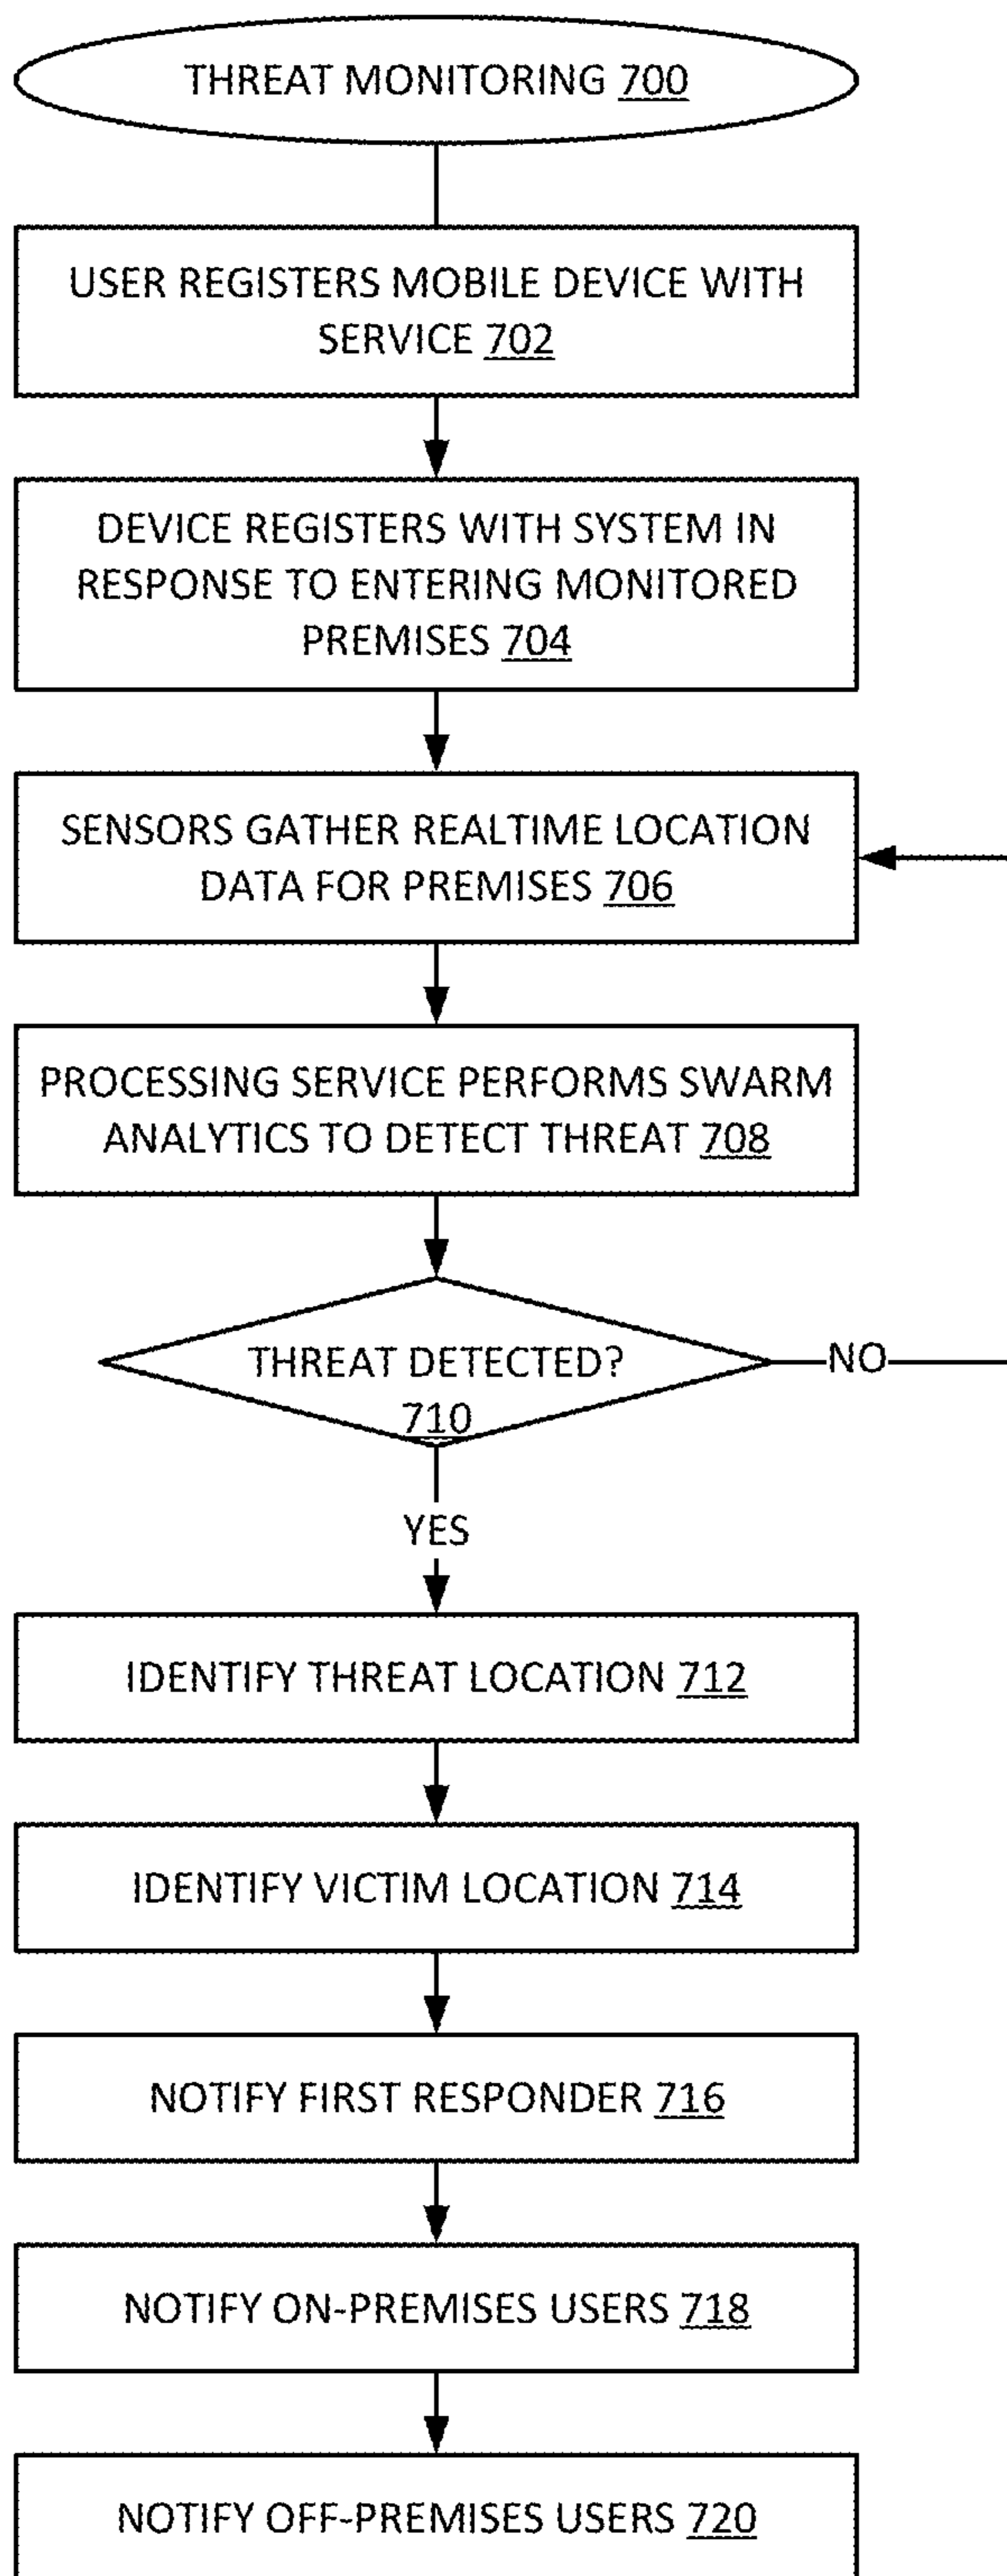 THREAT MONITORING 700
USER REGISTERS MOBILE DEVICE WITH
SERVICE 702
DEVICE REGISTERS WITH SYSTEM IN
RESPONSE TO ENTERING MONITORED
PREMISES 704
SENSORS GATHER REALTIME LOCATION
DATA FOR PREMISES 706
PROCESSING SERVICE PERFORMS SWARM
ANALYTICS TO DETECT THREAT 708
THREAT DETECTED?
710
NO
YES
IDENTIFY THREAT LOCATION 712
IDENTIFY VICTIM LOCATION 714
NOTIFY FIRST RESPONDER 716
NOTIFY ON-PREMISES USERS 718
NOTIFY OFF-PREMISES USERS 720